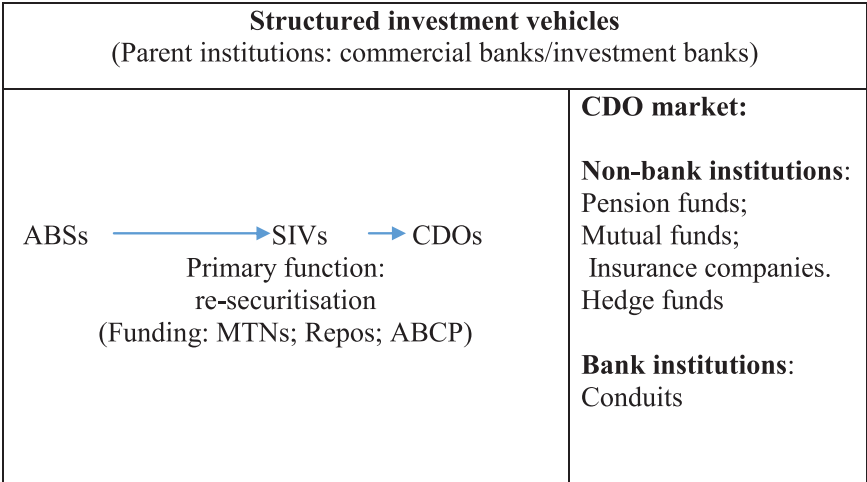 Structured investment vehicles
(Parent institutions: commercial banks/investment banks)
ABSs SIVs CDOs
Primary function:
re-securitisation
(Funding: MTNs; Repos; ABCP)
CDO market:
Non-bank institutions:
Pension funds;
Mutual funds;
Insurance companies.
Hedge funds
Bank institutions:
Conduits